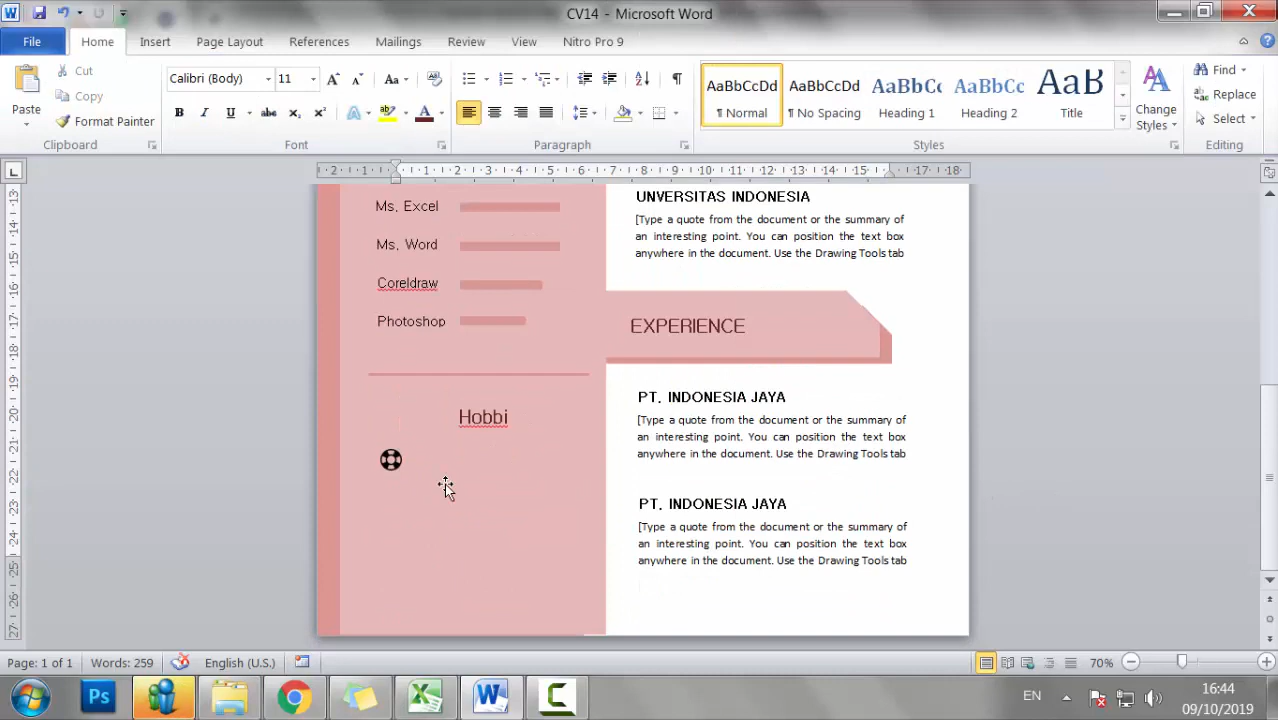 CV14 - Microsoft Word
File Home Insert Page Layout References Mailings Review View Nitro Pro 9
Paste
Cut
Copy
Format Painter
Clipboard
Calibri (Body) 11
Font
Paragraph
AaBbCcDd AaBbCcDd AaBbCc AaBbCc AaB
¶ Normal ¶ No Spacing Heading 1 Heading 2 Title
Change Styles
Styles
Find
Replace
Select
Editing
Ms. Excel
Ms. Word
Coreldraw
Photoshop
Hobbi
UNVERSITAS INDONESIA
[Type a quote from the document or the summary of
an interesting point. You can position the text box
anywhere in the document. Use the Drawing Tools tab
EXPERIENCE
PT. INDONESIA JAYA
[Type a quote from the document or the summary of
an interesting point. You can position the text box
anywhere in the document. Use the Drawing Tools tab
PT. INDONESIA JAYA
[Type a quote from the document or the summary of
an interesting point. You can position the text box
anywhere in the document. Use the Drawing Tools tab
Page: 1 of 1 Words: 259 English (U.S.) 70%
EN 16:44
09/10/2019